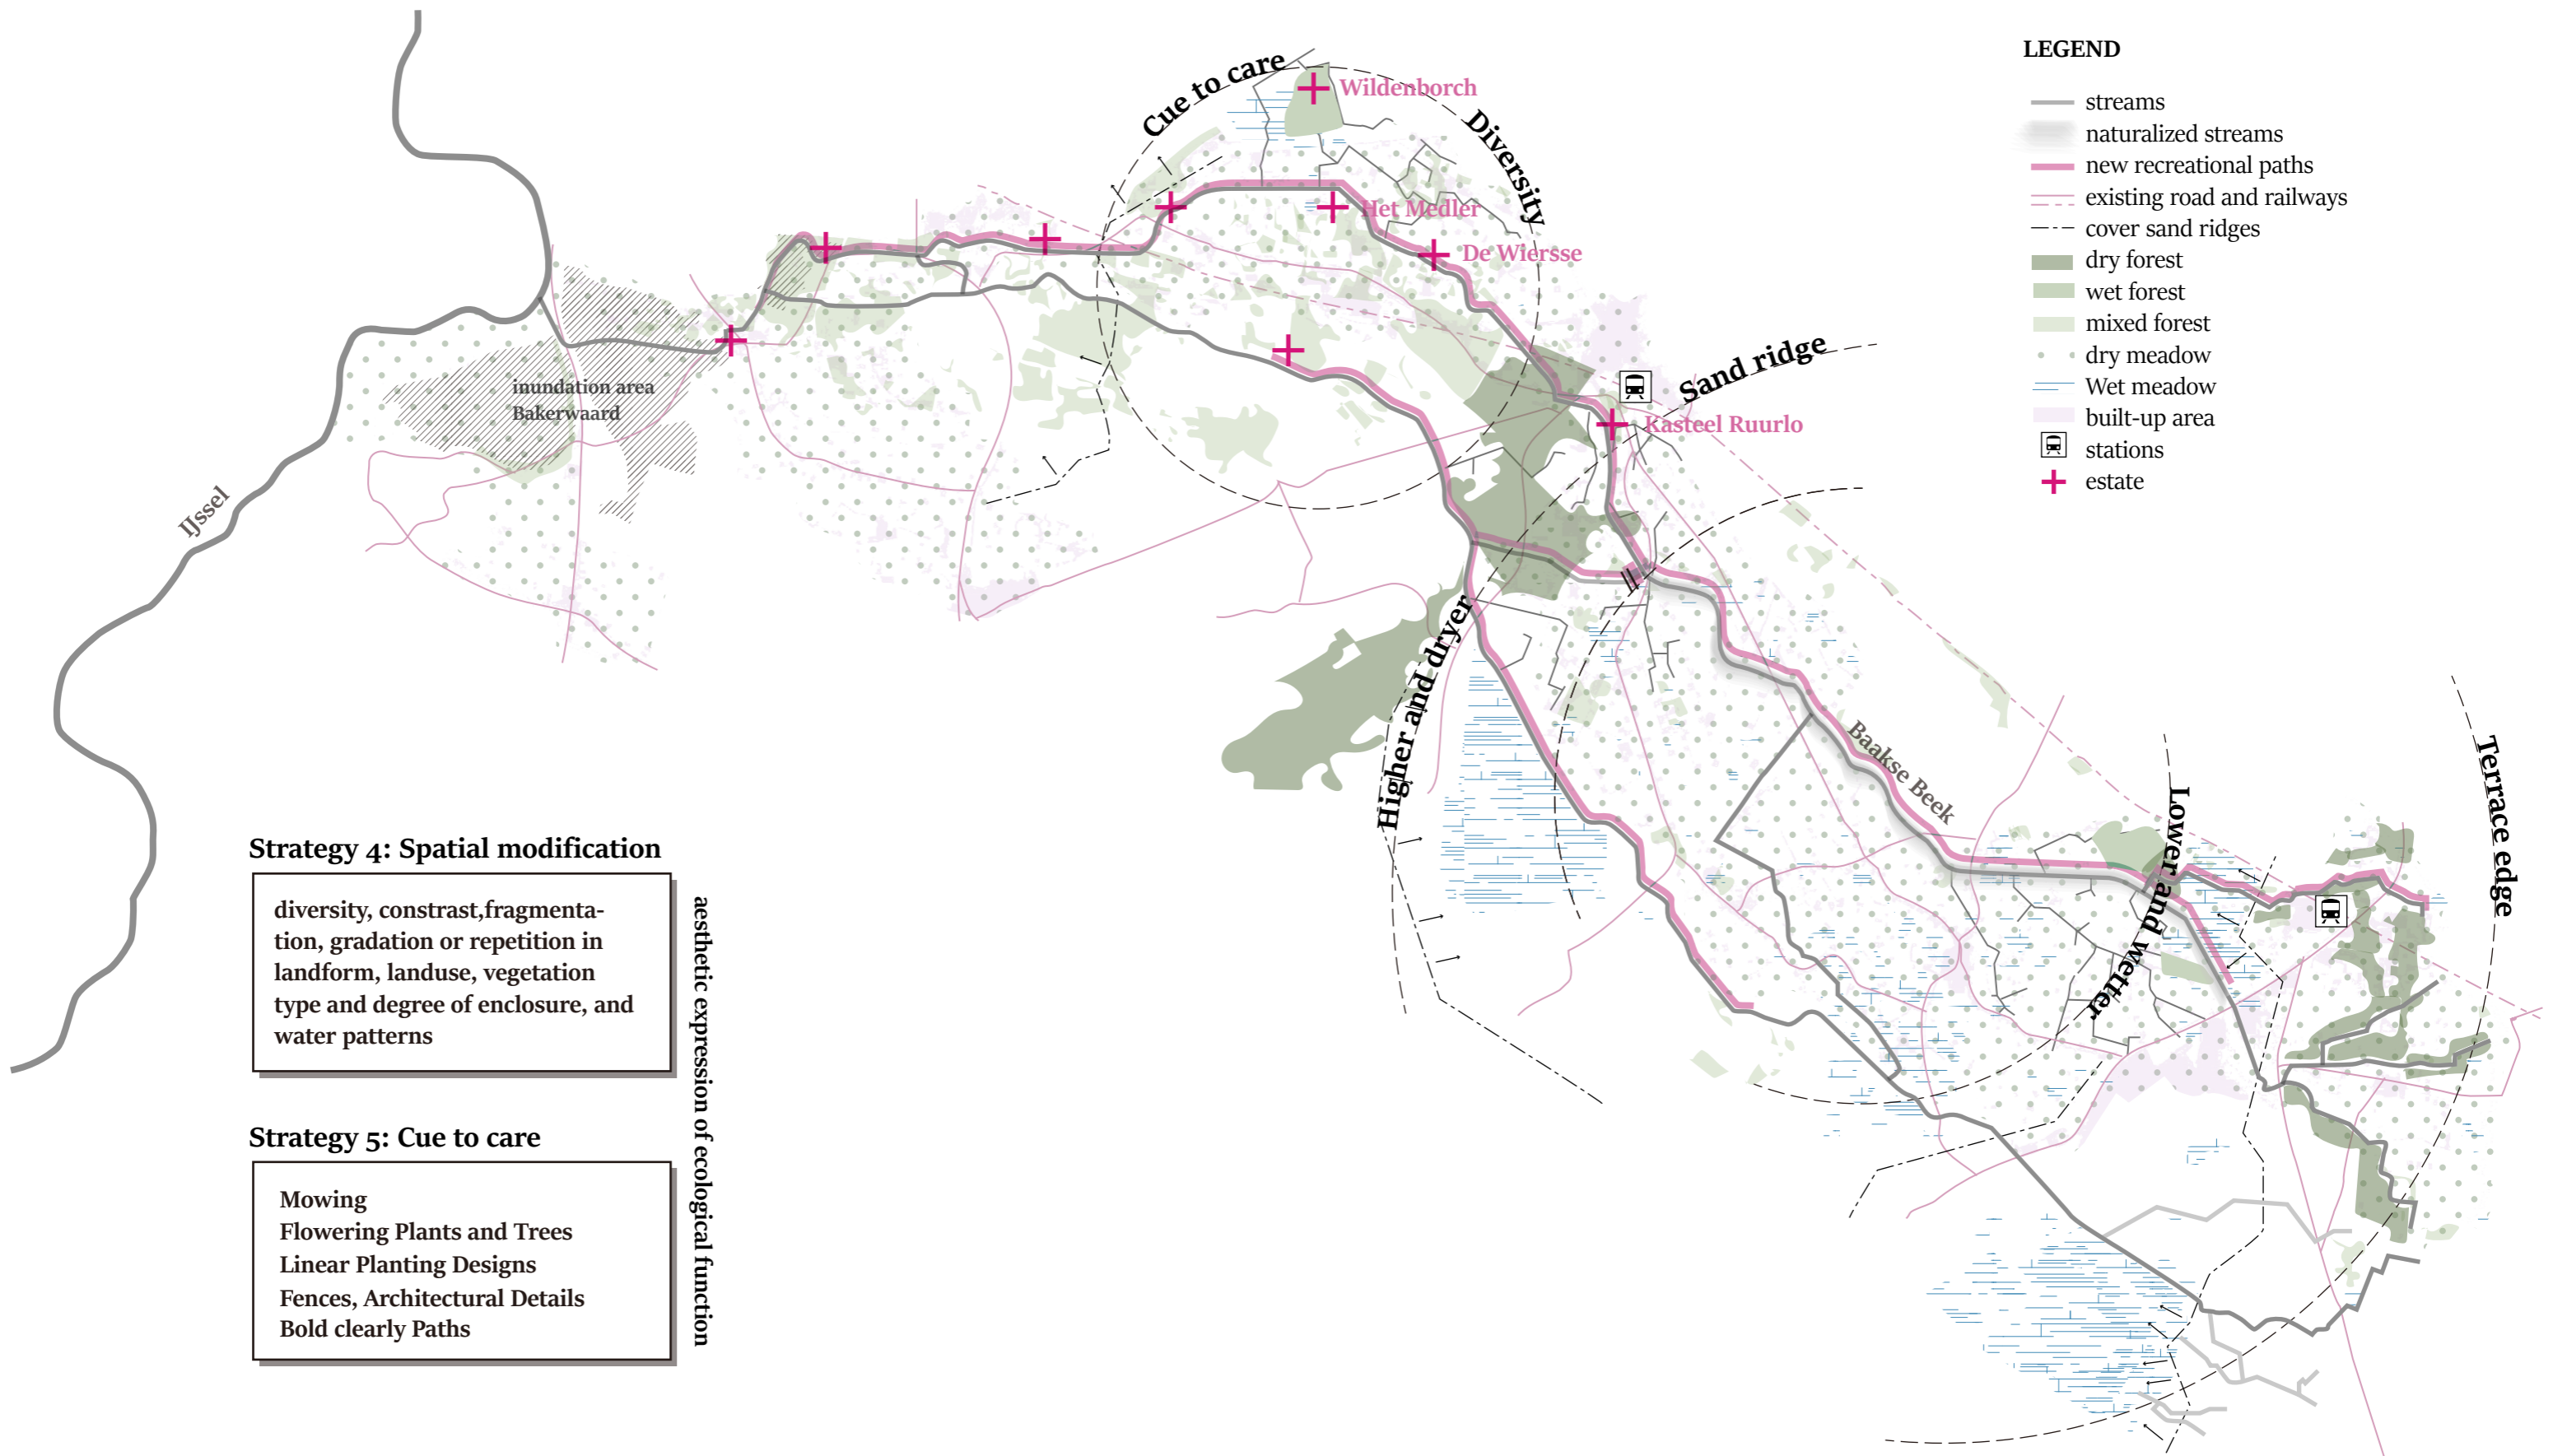 Cue to care
Wildenborch
Diversity
Het Medler
De Wiersse
LEGEND
streams
naturalized streams
new recreational paths
existing road and railways
cover sand ridges
dry forest
wet forest
mixed forest
dry meadow
Wet meadow
built-up area
stations
estate
Sand ridge
Kasteel Ruurlo
inundation area
Bakerwaard
IJssel
Higher and dryer
Baakse Beek
Lower and wetter
Terrace edge
Strategy 4: Spatial modification
diversity, constrast,fragmenta-
tion, gradation or repetition in
landform, landuse, vegetation
type and degree of enclosure, and
water patterns
Strategy 5: Cue to care
Mowing
Flowering Plants and Trees
Linear Planting Designs
Fences, Architectural Details
Bold clearly Paths
aesthetic expression of ecological function